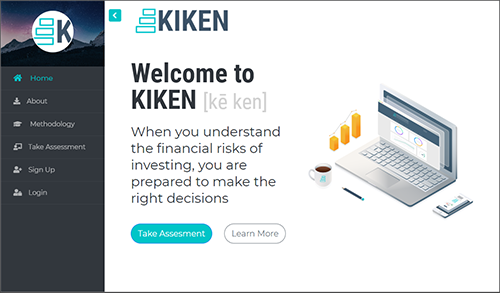 K
KIKEN
Home
About
Methodology
Take Assessment
Sign Up
Login
Welcome to
KIKEN [kē ken]
When you understand
the financial risks of
investing, you are
prepared to make the
right decisions
Take Assesment
Learn More